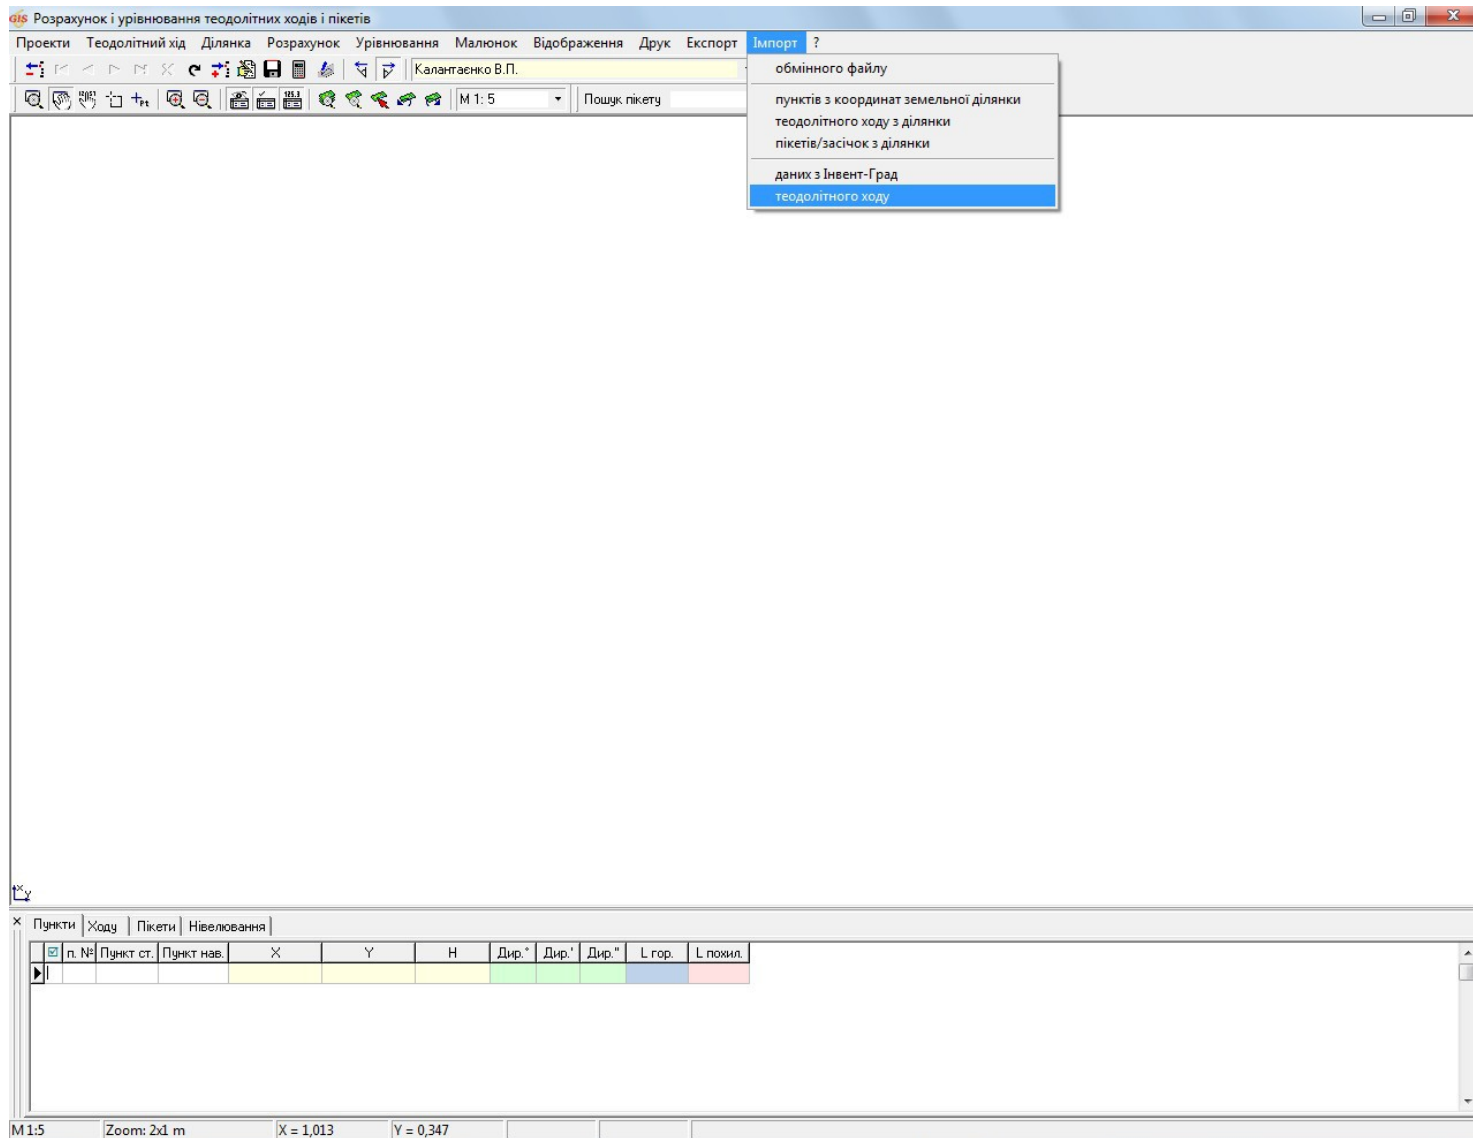 GIS Розрахунок і урівнювання теодолітних ходів і пікетів
Проекти Теодолітний хід Ділянка Розрахунок Урівнювання Малюнок Відображення Друк Експорт Імпорт ?
Калантаєнко В.П.
M 1: 5 Пошук пікету
обмінного файлу
пунктів з координат земельної ділянки
теодолітного ходу з ділянки
пікетів/засічок з ділянки
даних з Інвент-Град
теодолітного ходу
Пункти Ходу Пікети Нівелювання
п. № Пункт ст. Пункт нав. X Y H Дир.° Дир.' Дир." L гор. L похил.
M 1:5 Zoom: 2x1 m X = 1,013 Y = 0,347